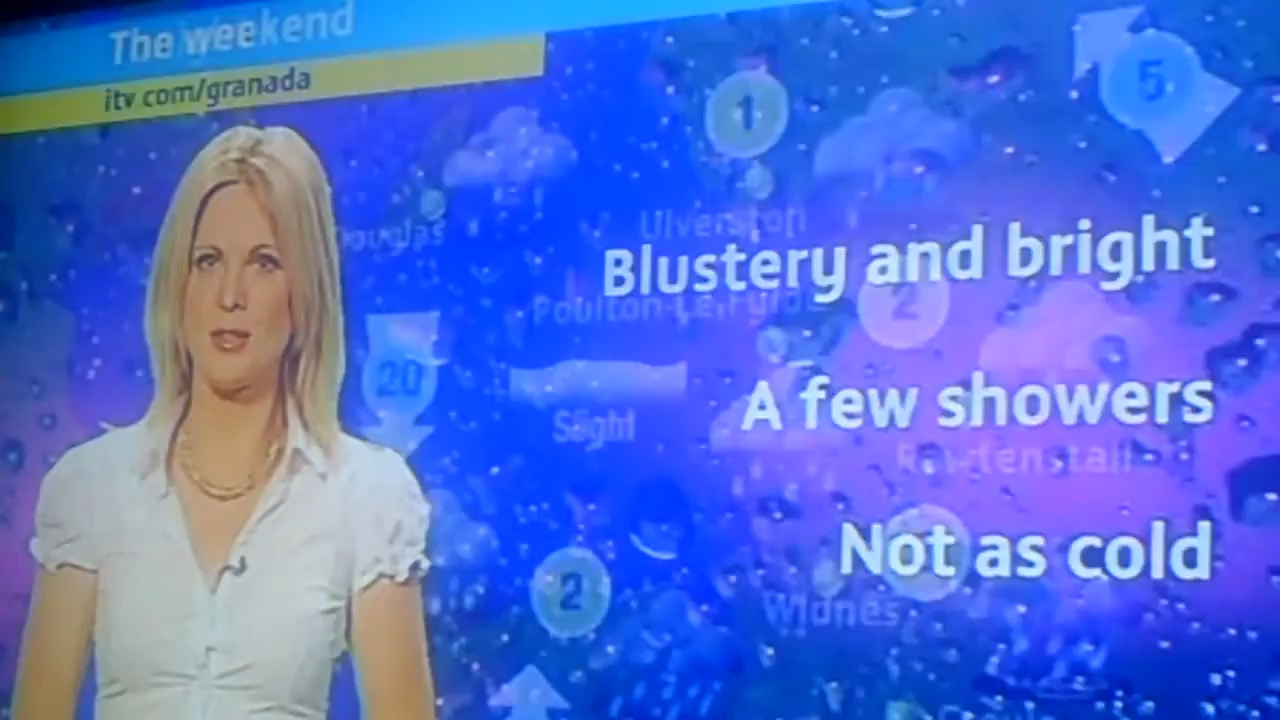 The weekend
itv.com/granada
1
5
Douglas
Ulverston
Blustery and bright
Poulton-Le-Fylde
2
20
A few showers
Slight
Rawtenstall
Not as cold
2
Widnes